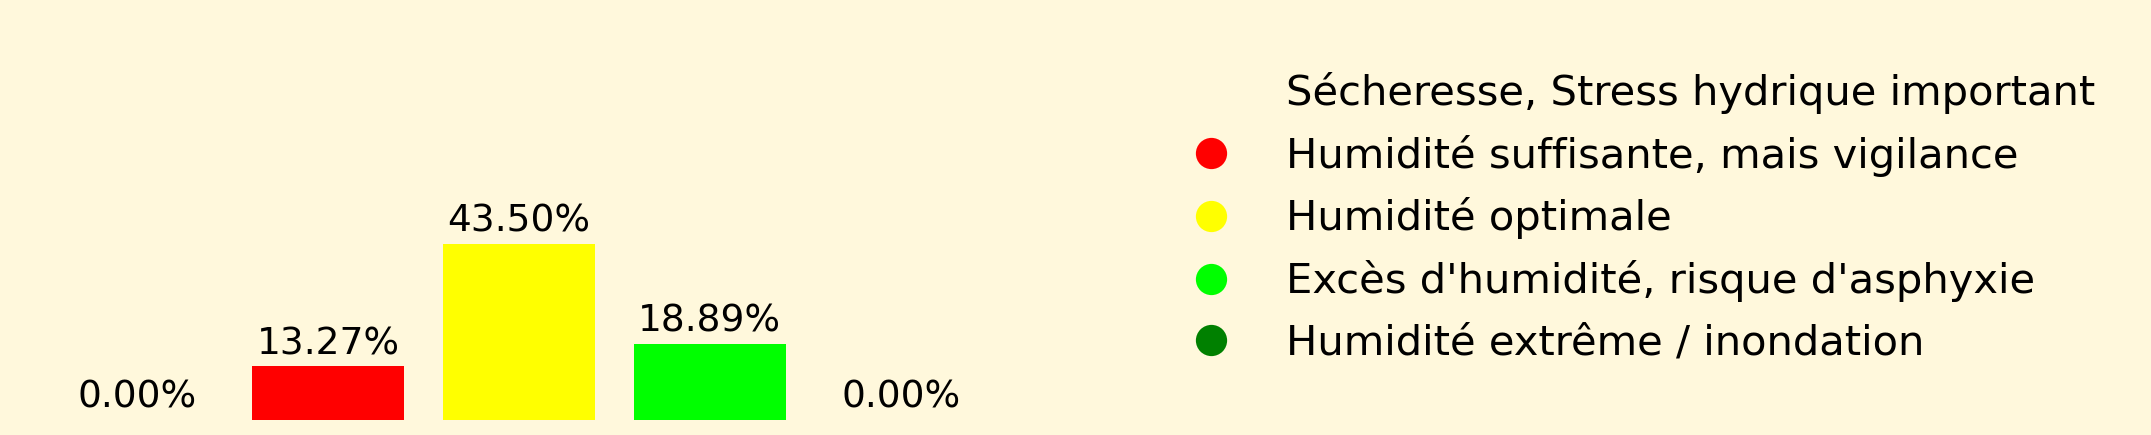 0.00%
13.27%
43.50%
18.89%
0.00%
Sécheresse, Stress hydrique important
Humidité suffisante, mais vigilance
Humidité optimale
Excès d'humidité, risque d'asphyxie
Humidité extrême / inondation